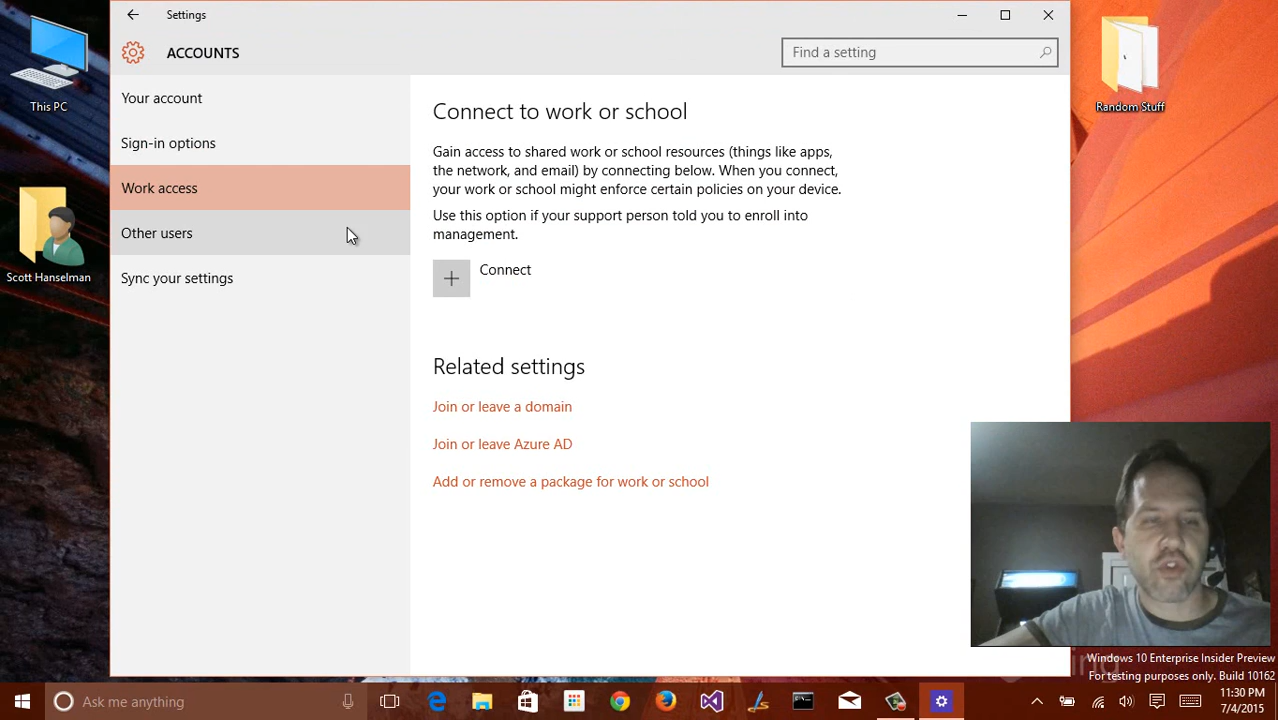 Settings
ACCOUNTS
Find a setting
This PC
Random Stuff
Your account
Sign-in options
Work access
Other users
Sync your settings
Scott Hanselman
Connect to work or school
Gain access to shared work or school resources (things like apps,
the network, and email) by connecting below. When you connect,
your work or school might enforce certain policies on your device.
Use this option if your support person told you to enroll into
management.
Connect
Related settings
Join or leave a domain
Join or leave Azure AD
Add or remove a package for work or school
Windows 10 Enterprise Insider Preview
For testing purposes only. Build 10162
Ask me anything
11:30 PM
7/4/2015